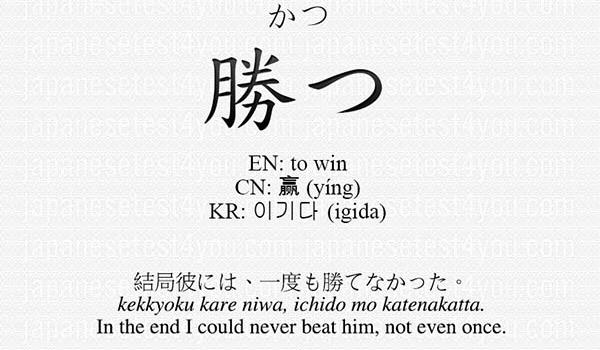 かつ
勝つ
EN: to win
CN: 赢 (yíng)
KR: 이기다 (igida)
結局彼には、一度も勝てなかった。
kekkyoku kare niwa, ichido mo katenakatta.
In the end I could never beat him, not even once.
japanesetest4you.com